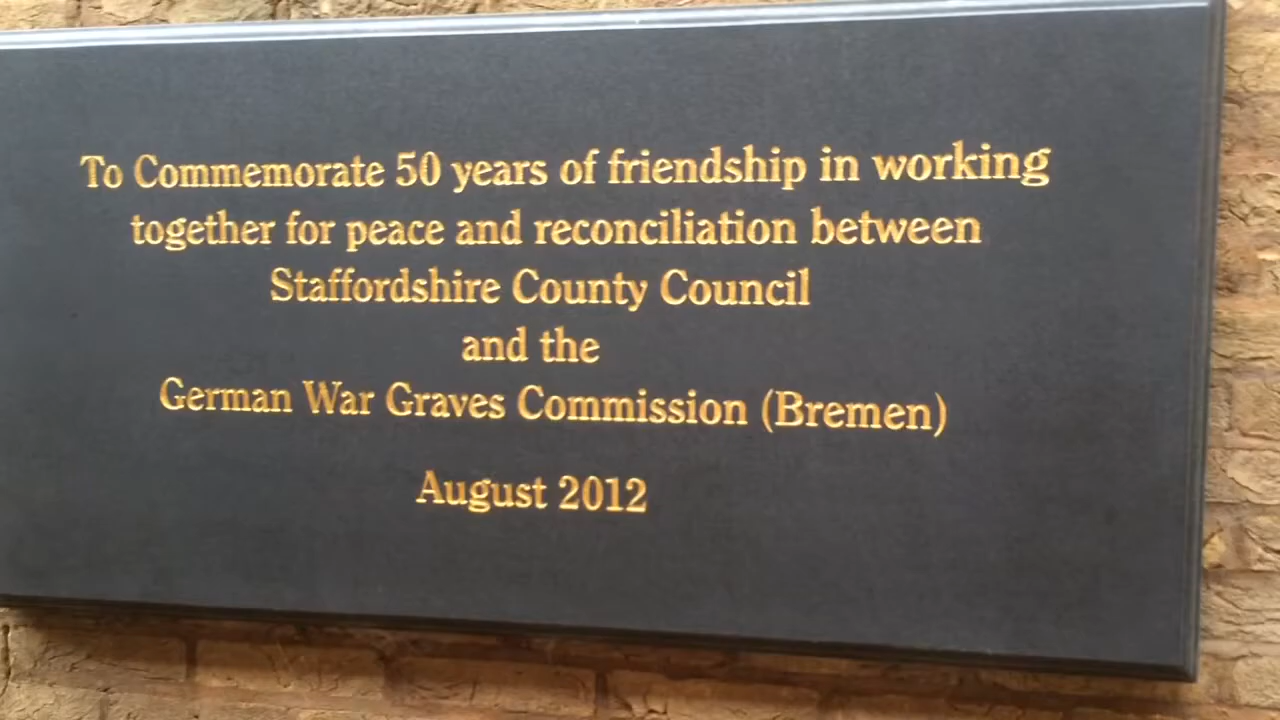 To Commemorate 50 years of friendship in working
together for peace and reconciliation between
Staffordshire County Council
and the
German War Graves Commission (Bremen)
August 2012